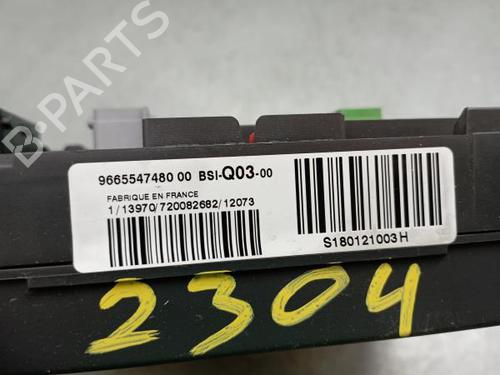 B-PARTS
9665547480 00 BSI-Q03-00
FABRIQUE EN FRANCE
1/13970/720082682/12073
S180121003H
2304